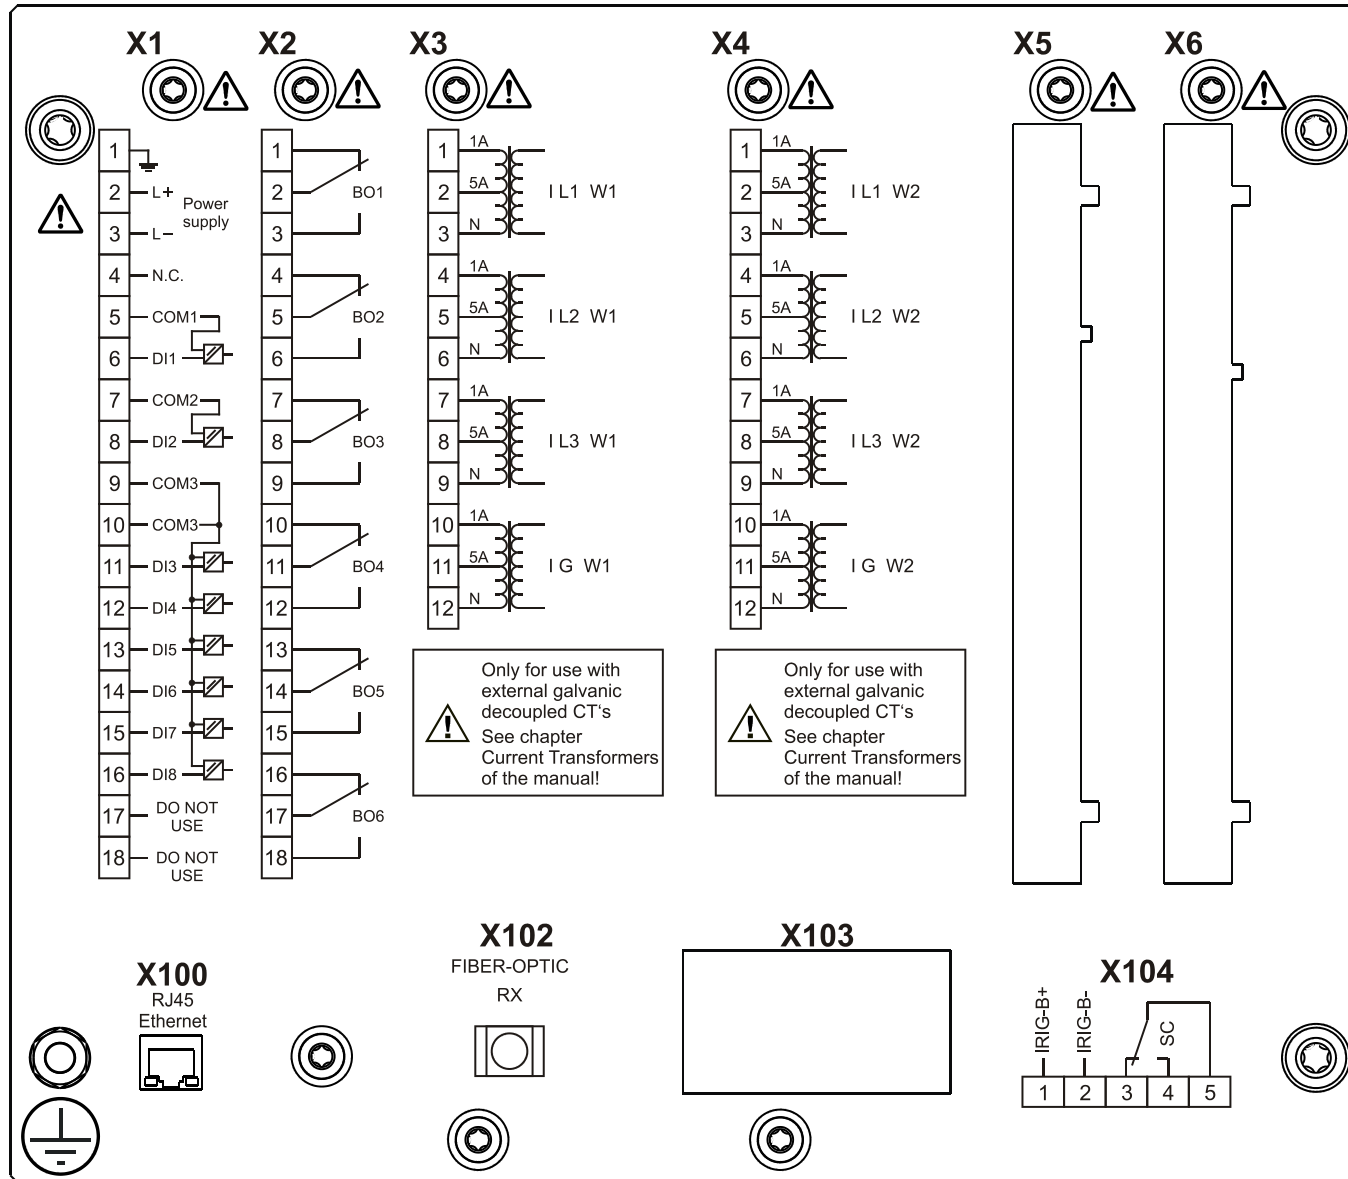 X1
X2
X3
X4
X5
X6
1
2 L+
Power
supply
3 L−
4 N.C.
5 COM1
6 DI1
7 COM2
8 DI2
9 COM3
10 COM3
11 DI3
12 DI4
13 DI5
14 DI6
15 DI7
16 DI8
17 DO NOT
USE
18 DO NOT
USE
1
2 BO1
3
4
5 BO2
6
7
8 BO3
9
10
11 BO4
12
13
14 BO5
15
16
17 BO6
18
1 1A
2 5A I L1 W1
3 N
4 1A
5 5A I L2 W1
6 N
7 1A
8 5A I L3 W1
9 N
10 1A
11 5A I G W1
12 N
Only for use with
external galvanic
decoupled CT's
See chapter
Current Transformers
of the manual!
1 1A
2 5A I L1 W2
3 N
4 1A
5 5A I L2 W2
6 N
7 1A
8 5A I L3 W2
9 N
10 1A
11 5A I G W2
12 N
Only for use with
external galvanic
decoupled CT's
See chapter
Current Transformers
of the manual!
X100
RJ45
Ethernet
X102
FIBER-OPTIC
RX
X103
X104
IRIG-B+
IRIG-B-
SC
1 2 3 4 5